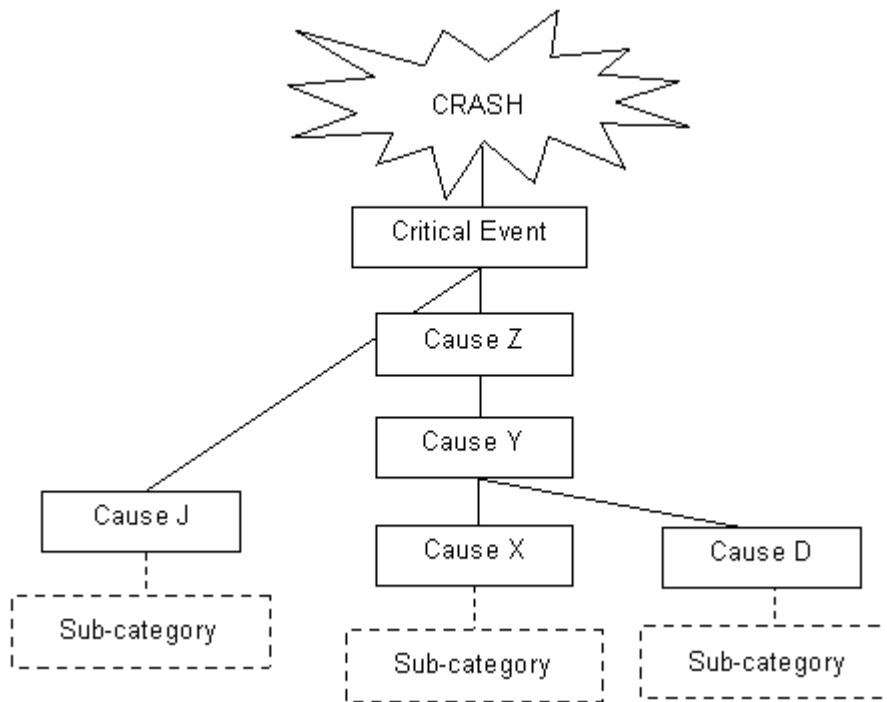 CRASH
Critical Event
Cause Z
Cause Y
Cause J
Cause X
Cause D
Sub-category
Sub-category
Sub-category